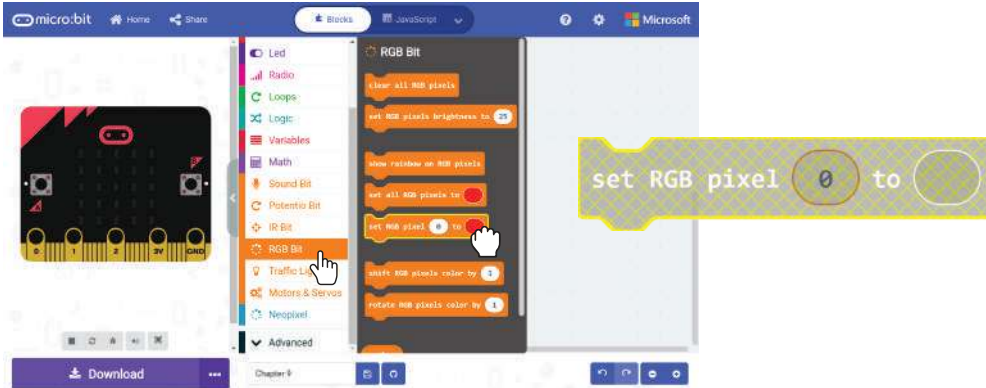 micro:bit Home Share Blocks JavaScript Microsoft
Led
Radio
Loops
Logic
Variables
Math
Sound Bit
Potentio Bit
IR Bit
RGB Bit
Traffic Li
Motors & Servos
Neopixel
Advanced
RGB Bit
clear all RGB pixels
set RGB pixels brightness to 25
show rainbow on RGB pixels
set all RGB pixels to
set RGB pixel 0 to
shift RGB pixels color by 1
rotate RGB pixels color by 1
set RGB pixel 0 to
A
B
0 1 2 3V GND
Download